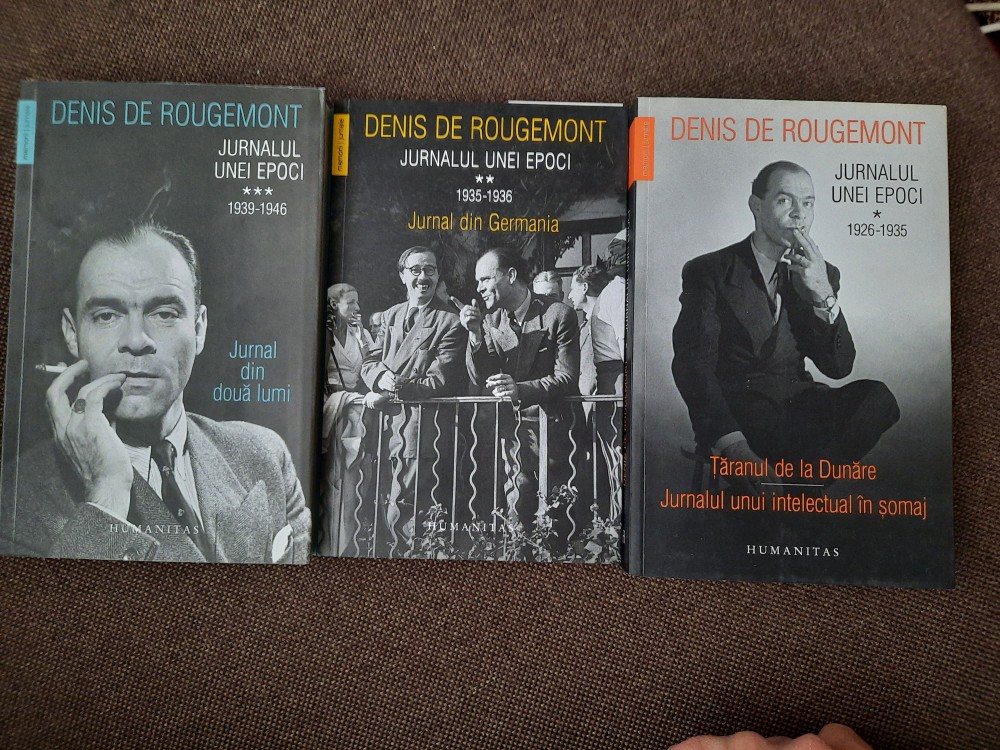 DENIS DE ROUGEMONT
JURNALUL
UNEI EPOCI
***
1939-1946
Jurnal
din
două lumi
HUMANITAS
memorii | jurnale
DENIS DE ROUGEMONT
JURNALUL UNEI EPOCI
**
1935-1936
Jurnal din Germania
HUMANITAS
DENIS DE ROUGEMONT
JURNALUL
UNEI EPOCI
*
1926-1935
Țăranul de la Dunăre
Jurnalul unui intelectual în șomaj
HUMANITAS